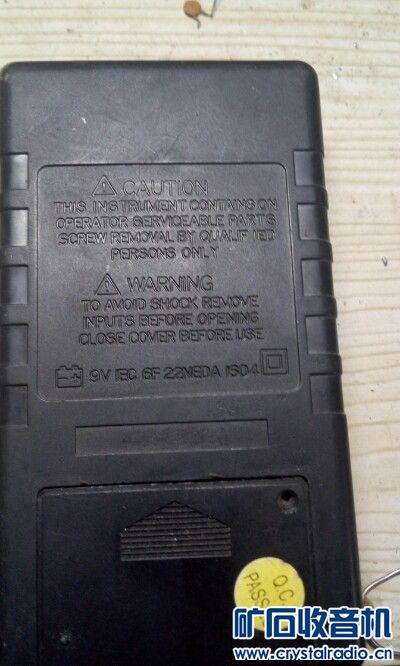 CAUTION
THIS INSTRUMENT CONTAINS ON
OPERATOR SERVICEABLE PARTS
SCREW REMOVAL BY QUALIF IED
PERSONS ONLY
WARNING
TO AVOID SHOCK REMOVE
INPUTS BEFORE OPENING
CLOSE COVER BEFORE USE
9V IEC 6F 22NEDA 1604
Q.C
PASS
矿石收音机
www.crystalradio.cn